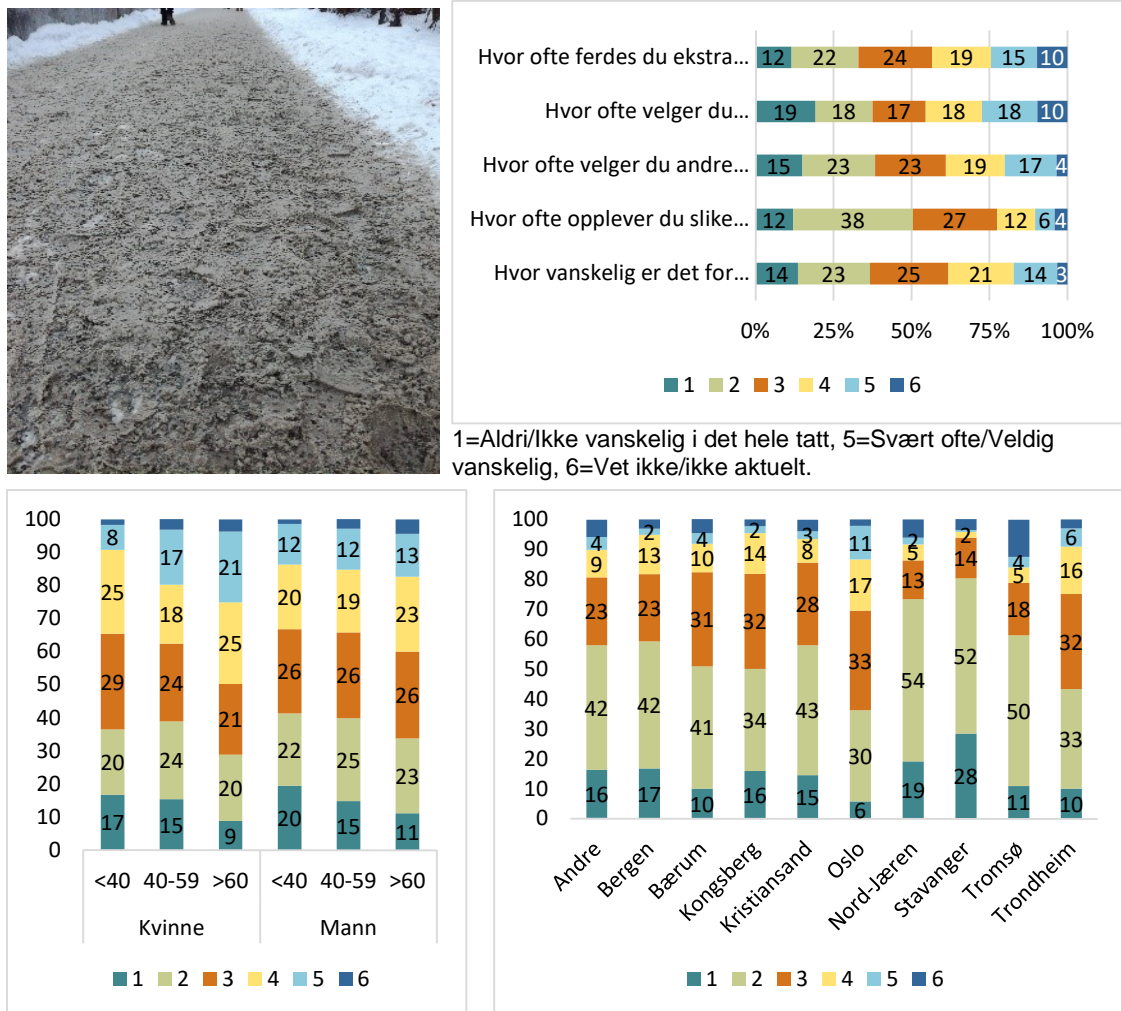 Hvor ofte ferdes du ekstra...
12 22 24 19 15 10
Hvor ofte velger du...
19 18 17 18 18 10
Hvor ofte velger du andre...
15 23 23 19 17 4
Hvor ofte opplever du slike...
12 38 27 12 6 4
Hvor vanskelig er det for...
14 23 25 21 14 3
0% 25% 50% 75% 100%
1 2 3 4 5 6
1=Aldri/Ikke vanskelig i det hele tatt, 5=Svært ofte/Veldig
vanskelig, 6=Vet ikke/ikke aktuelt.
100
90
80
70
60
50
40
30
20
10
0
8 17 21 12 12 13
25 18 25 20 19 23
29 24 21 26 26 26
20 24 20 22 25 23
17 15 9 20 15 11
<40 40-59 >60 <40 40-59 >60
Kvinne Mann
1 2 3 4 5 6
100
90
80
70
60
50
40
30
20
10
0
4 2 4 2 3 11 2 2 4 6
9 13 10 14 8 17 5 14 5 16
23 23 31 32 28 33 13 52 18 32
42 42 41 34 43 30 54 28 50 33
16 17 10 16 15 6 19 11 10
Andre Bergen Bærum Kongsberg Kristiansand Oslo Nord-Jæren Stavanger Tromsø Trondheim
1 2 3 4 5 6